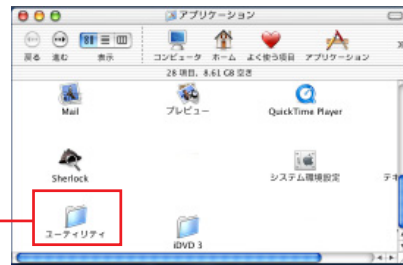 アプリケーション
戻る 進む 表示 コンピュータ ホーム よく使う項目 アプリケーション
28 項目、8.61 GB 空き
Mail プレビュー QuickTime Player
Sherlock システム環境設定 テキ
ユーティリティ iDVD 3